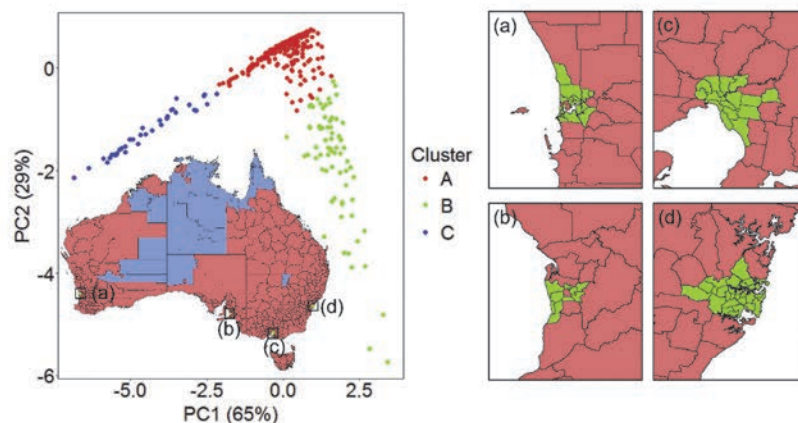 0
-2
-4
-6
PC2 (29%)
-5.0
-2.5
0.0
2.5
PC1 (65%)
(a)
(b)
(c)
(d)
Cluster
A
B
C
(a)
(c)
(b)
(d)